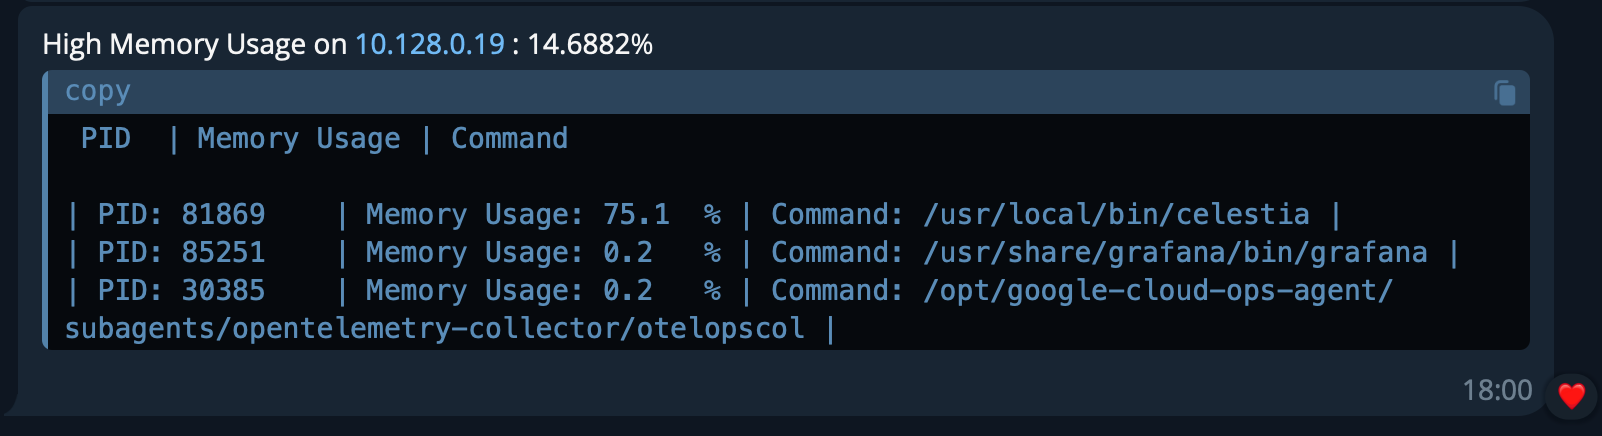 High Memory Usage on 10.128.0.19 : 14.6882%
copy
PID | Memory Usage | Command
| PID: 81869 | Memory Usage: 75.1 % | Command: /usr/local/bin/celestia |
| PID: 85251 | Memory Usage: 0.2 % | Command: /usr/share/grafana/bin/grafana |
| PID: 30385 | Memory Usage: 0.2 % | Command: /opt/google-cloud-ops-agent/
subagents/opentelemetry-collector/otelopscol |
18:00